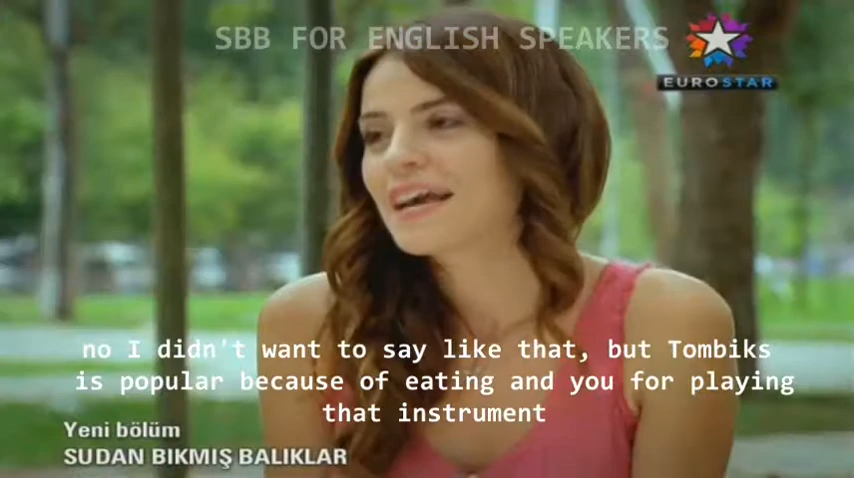 SBB FOR ENGLISH SPEAKERS
EUROSTAR
no I didn't want to say like that, but Tombiks
is popular because of eating and you for playing
that instrument
Yeni bölüm
SUDAN BIKMIŞ BALIKLAR